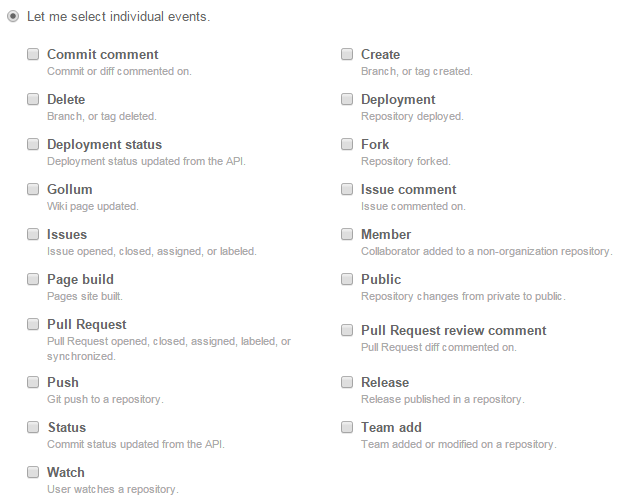 Let me select individual events.
Commit comment
Commit or diff commented on.
Create
Branch, or tag created.
Delete
Branch, or tag deleted.
Deployment
Repository deployed.
Deployment status
Deployment status updated from the API.
Fork
Repository forked.
Gollum
Wiki page updated.
Issue comment
Issue commented on.
Issues
Issue opened, closed, assigned, or labeled.
Member
Collaborator added to a non-organization repository.
Page build
Pages site built.
Public
Repository changes from private to public.
Pull Request
Pull Request opened, closed, assigned, labeled, or
synchronized.
Pull Request review comment
Pull Request diff commented on.
Push
Git push to a repository.
Release
Release published in a repository.
Status
Commit status updated from the API.
Team add
Team added or modified on a repository.
Watch
User watches a repository.